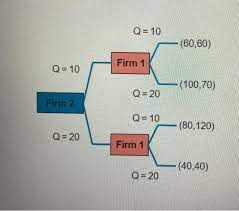 Q = 10
Firm 1
(60,60)
Q = 10
Q = 20
(100,70)
Firm 2
Q = 10
(80,120)
Q = 20
Firm 1
(40,40)
Q = 20